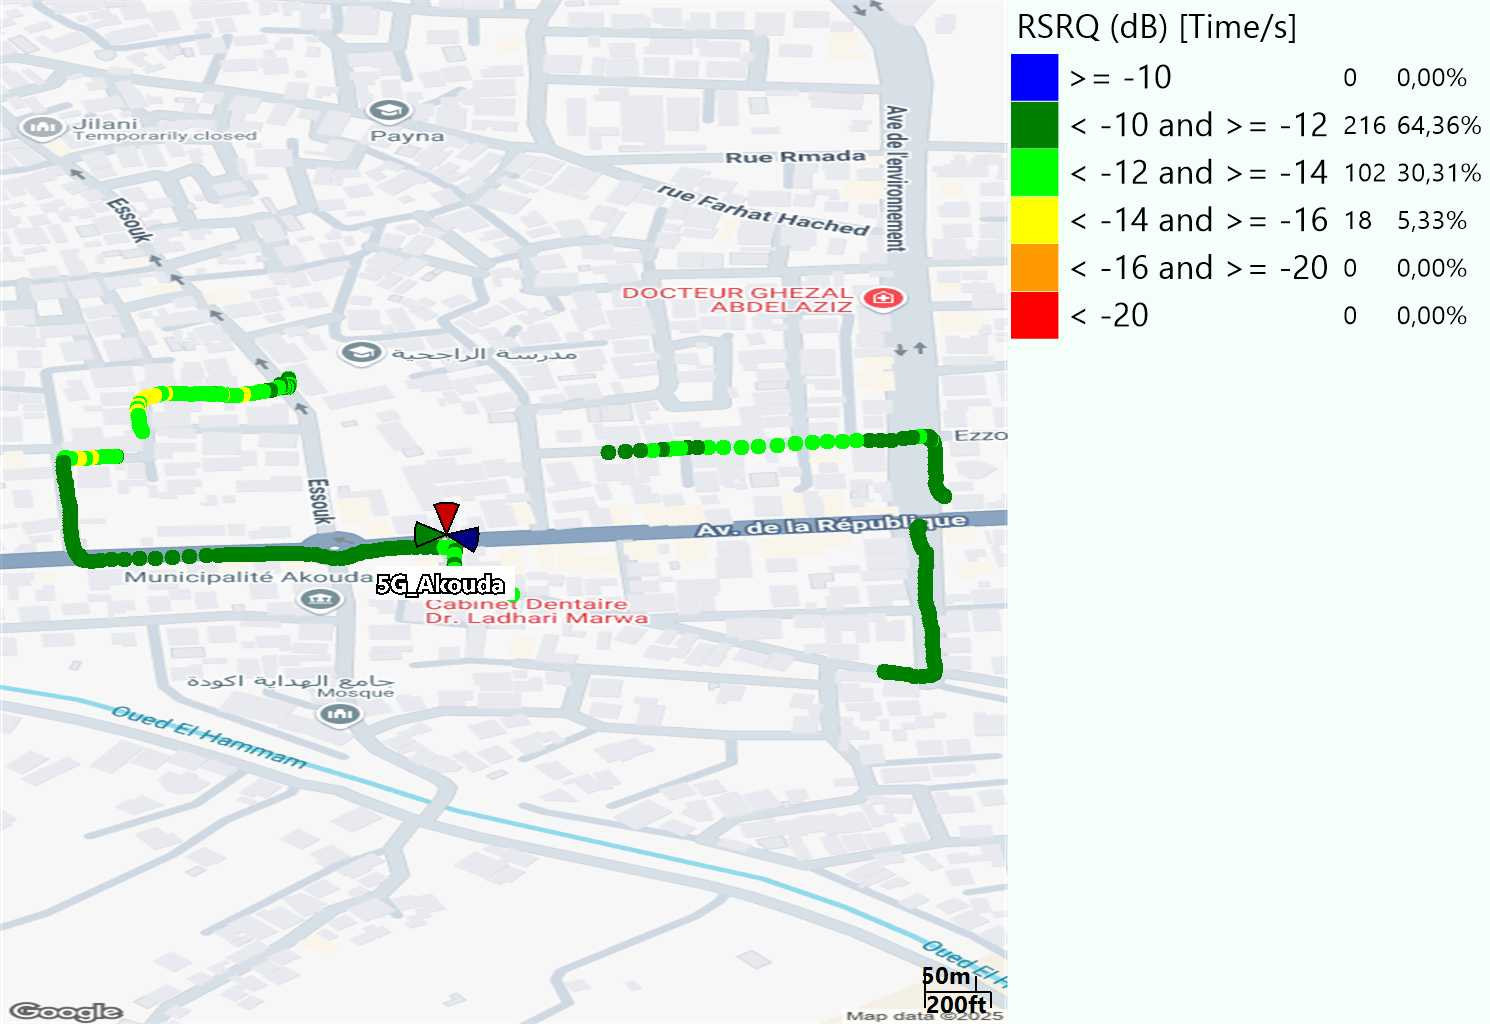 RSRQ (dB) [Time/s]
>= -10 0 0,00%
< -10 and >= -12 216 64,36%
< -12 and >= -14 102 30,31%
< -14 and >= -16 18 5,33%
< -16 and >= -20 0 0,00%
< -20 0 0,00%
Jilani
Temporarily closed
Payna
Rue Rmada
Ave de l'environnement
rue Farhat Hached
Essouk
DOCTEUR GHEZAL
ABDELAZIZ
مدرسة الراجحية
Ezzo
Essouk
Av. de la République
Municipalité Akouda
5G_Akouda
Cabinet Dentaire
Dr. Ladhari Marwa
جامع الهداية اكودة
Mosque
Oued El Hammam
Oued El H
50m
200ft
Google
Map data ©2025